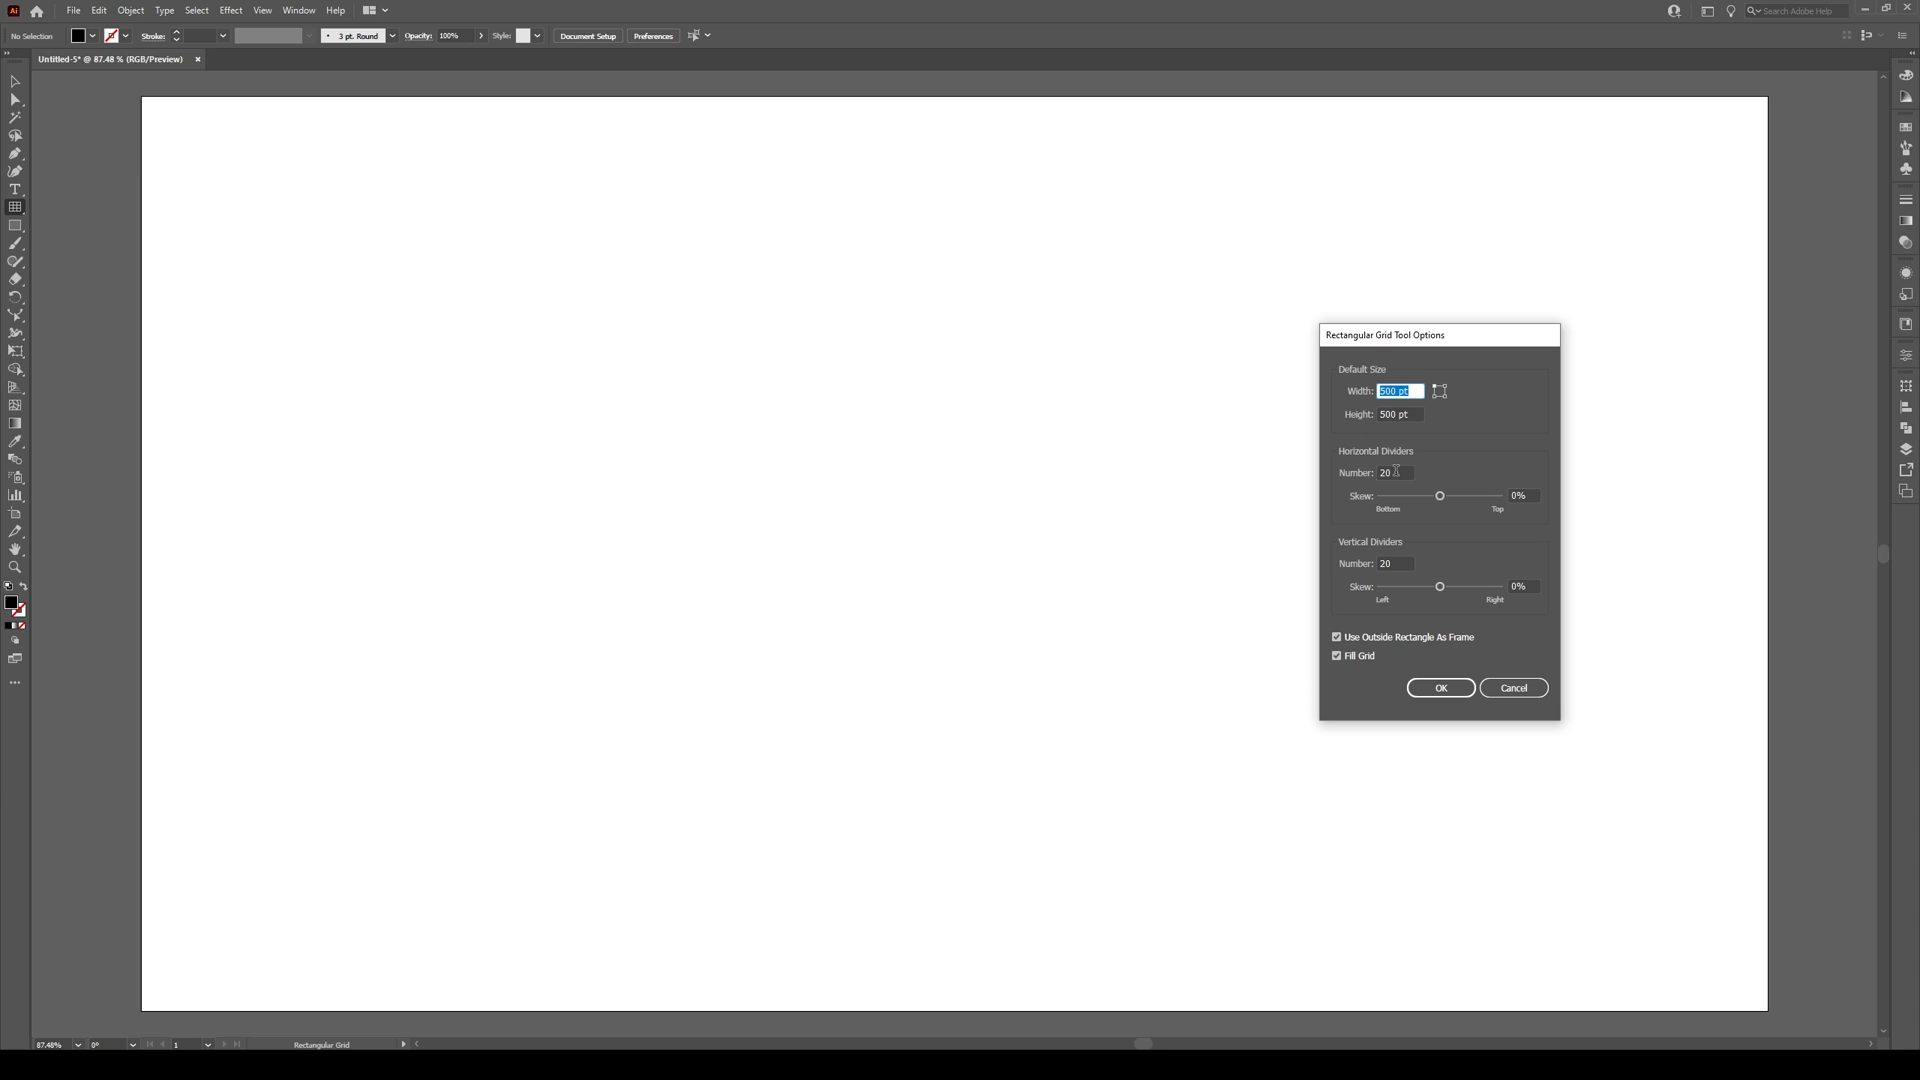 Ai File Edit Object Type Select Effect View Window Help Search Adobe Help
No Selection Stroke: 3 pt. Round Opacity: 100% Style: Document Setup Preferences
Untitled-5* @ 87.48 % (RGB/Preview) ×
Rectangular Grid Tool Options
Default Size
Width: 500 pt
Height: 500 pt
Horizontal Dividers
Number: 20
Skew: 0%
Bottom Top
Vertical Dividers
Number: 20
Skew: 0%
Left Right
Use Outside Rectangle As Frame
Fill Grid
OK Cancel
87.48% 0° 1 Rectangular Grid